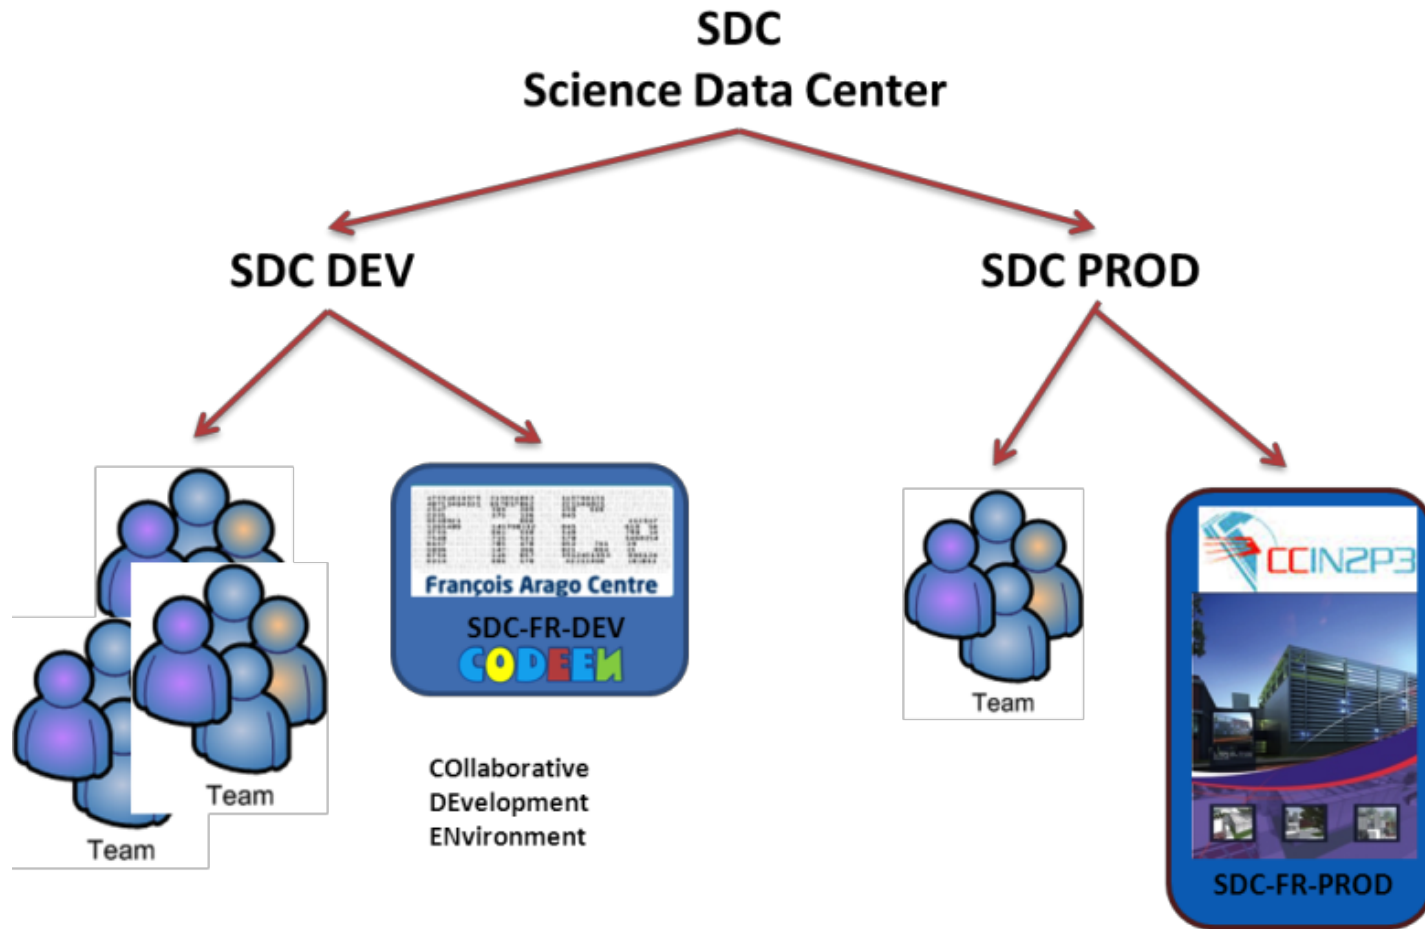 SDC
Science Data Center
SDC DEV
SDC PROD
FACe
François Arago Centre
SDC-FR-DEV
CODEEN
COllaborative
DEvelopment
ENvironment
Team
Team
Team
CCIN2P3
SDC-FR-PROD